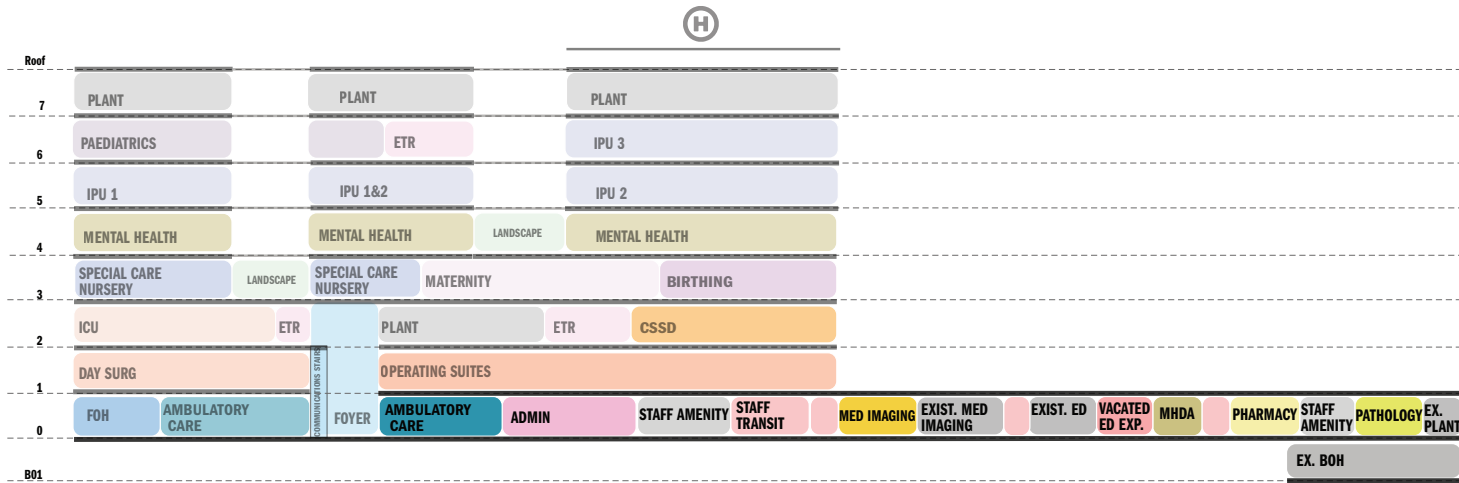 H
Roof
PLANT
PLANT
PLANT
7
PAEDIATRICS
ETR
IPU 3
6
IPU 1
IPU 1&2
IPU 2
5
MENTAL HEALTH
MENTAL HEALTH
LANDSCAPE
MENTAL HEALTH
4
SPECIAL CARE
NURSERY
LANDSCAPE
SPECIAL CARE
NURSERY
MATERNITY
BIRTHING
3
ICU
ETR
PLANT
ETR
CSSD
2
DAY SURG
COMMUNICATIONS STAIRS
OPERATING SUITES
1
FOH
AMBULATORY
CARE
FOYER
AMBULATORY
CARE
ADMIN
STAFF AMENITY
STAFF
TRANSIT
MED IMAGING
EXIST. MED
IMAGING
EXIST. ED
VACATED
ED EXP.
MHDA
PHARMACY
STAFF
AMENITY
PATHOLOGY
EX.
PLANT
0
EX. BOH
B01